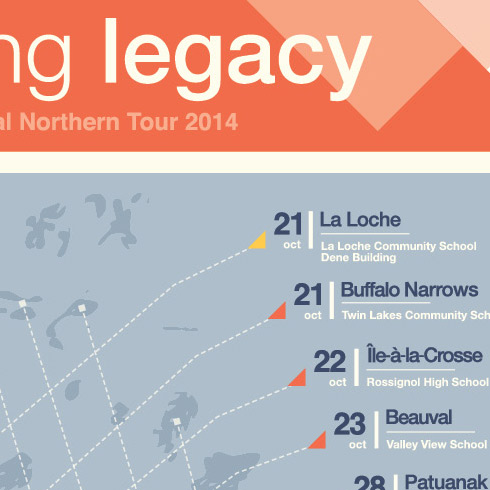 ng legacy
al Northern Tour 2014
21 oct La Loche
La Loche Community School
Dene Building
21 oct Buffalo Narrows
Twin Lakes Community Sch
22 oct Île-à-la-Crosse
Rossignol High School
23 oct Beauval
Valley View School
28 Patuanak